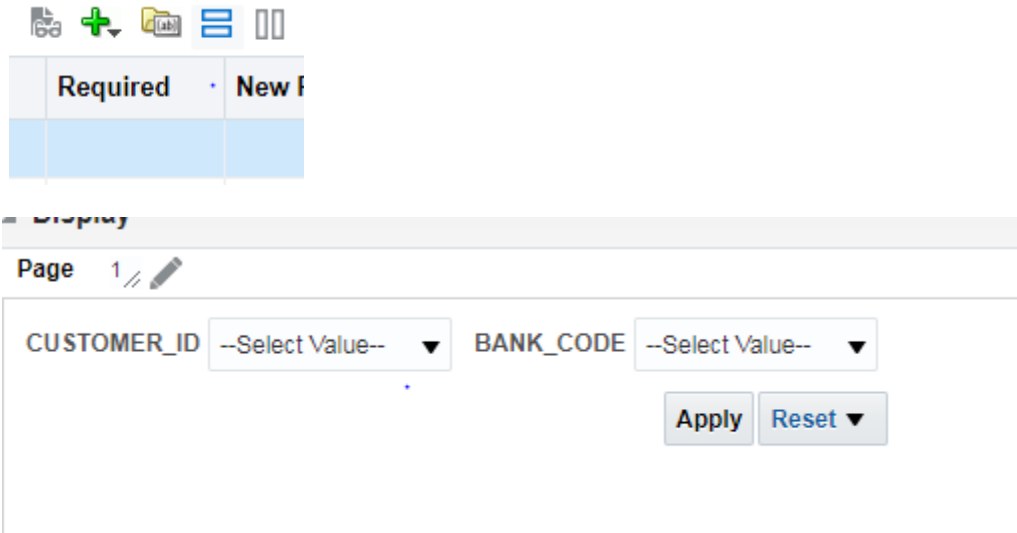 Required New
Display
Page 1
CUSTOMER_ID --Select Value-- BANK_CODE --Select Value--
Apply Reset